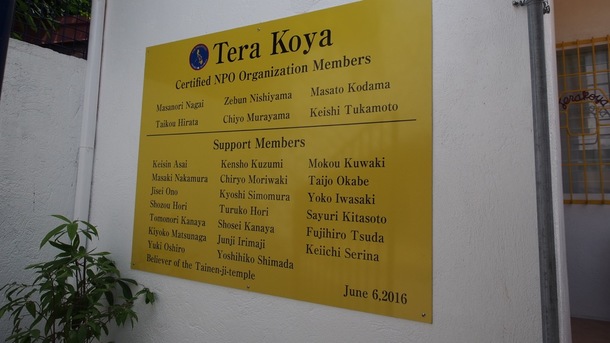 Tera Koya
Certified NPO Organization Members
Masanori Nagai Zebun Nishiyama Masato Kodama
Taikou Hirata Chiyo Murayama Keishi Tukamoto
Support Members
Keisin Asai Kensho Kuzumi Mokou Kuwaki
Masaki Nakamura Chiryo Moriwaki Taijo Okabe
Jisei Ono Kyoshi Simomura Yoko Iwasaki
Shozou Hori Turuko Hori Sayuri Kitasoto
Tomonori Kanaya Shosei Kanaya Fujihiro Tsuda
Kiyoko Matsunaga Junji Irimaji Keiichi Serina
Yuki Oshiro Yoshihiko Shimada
Believer of the Tainen-ji-temple
June 6,2016